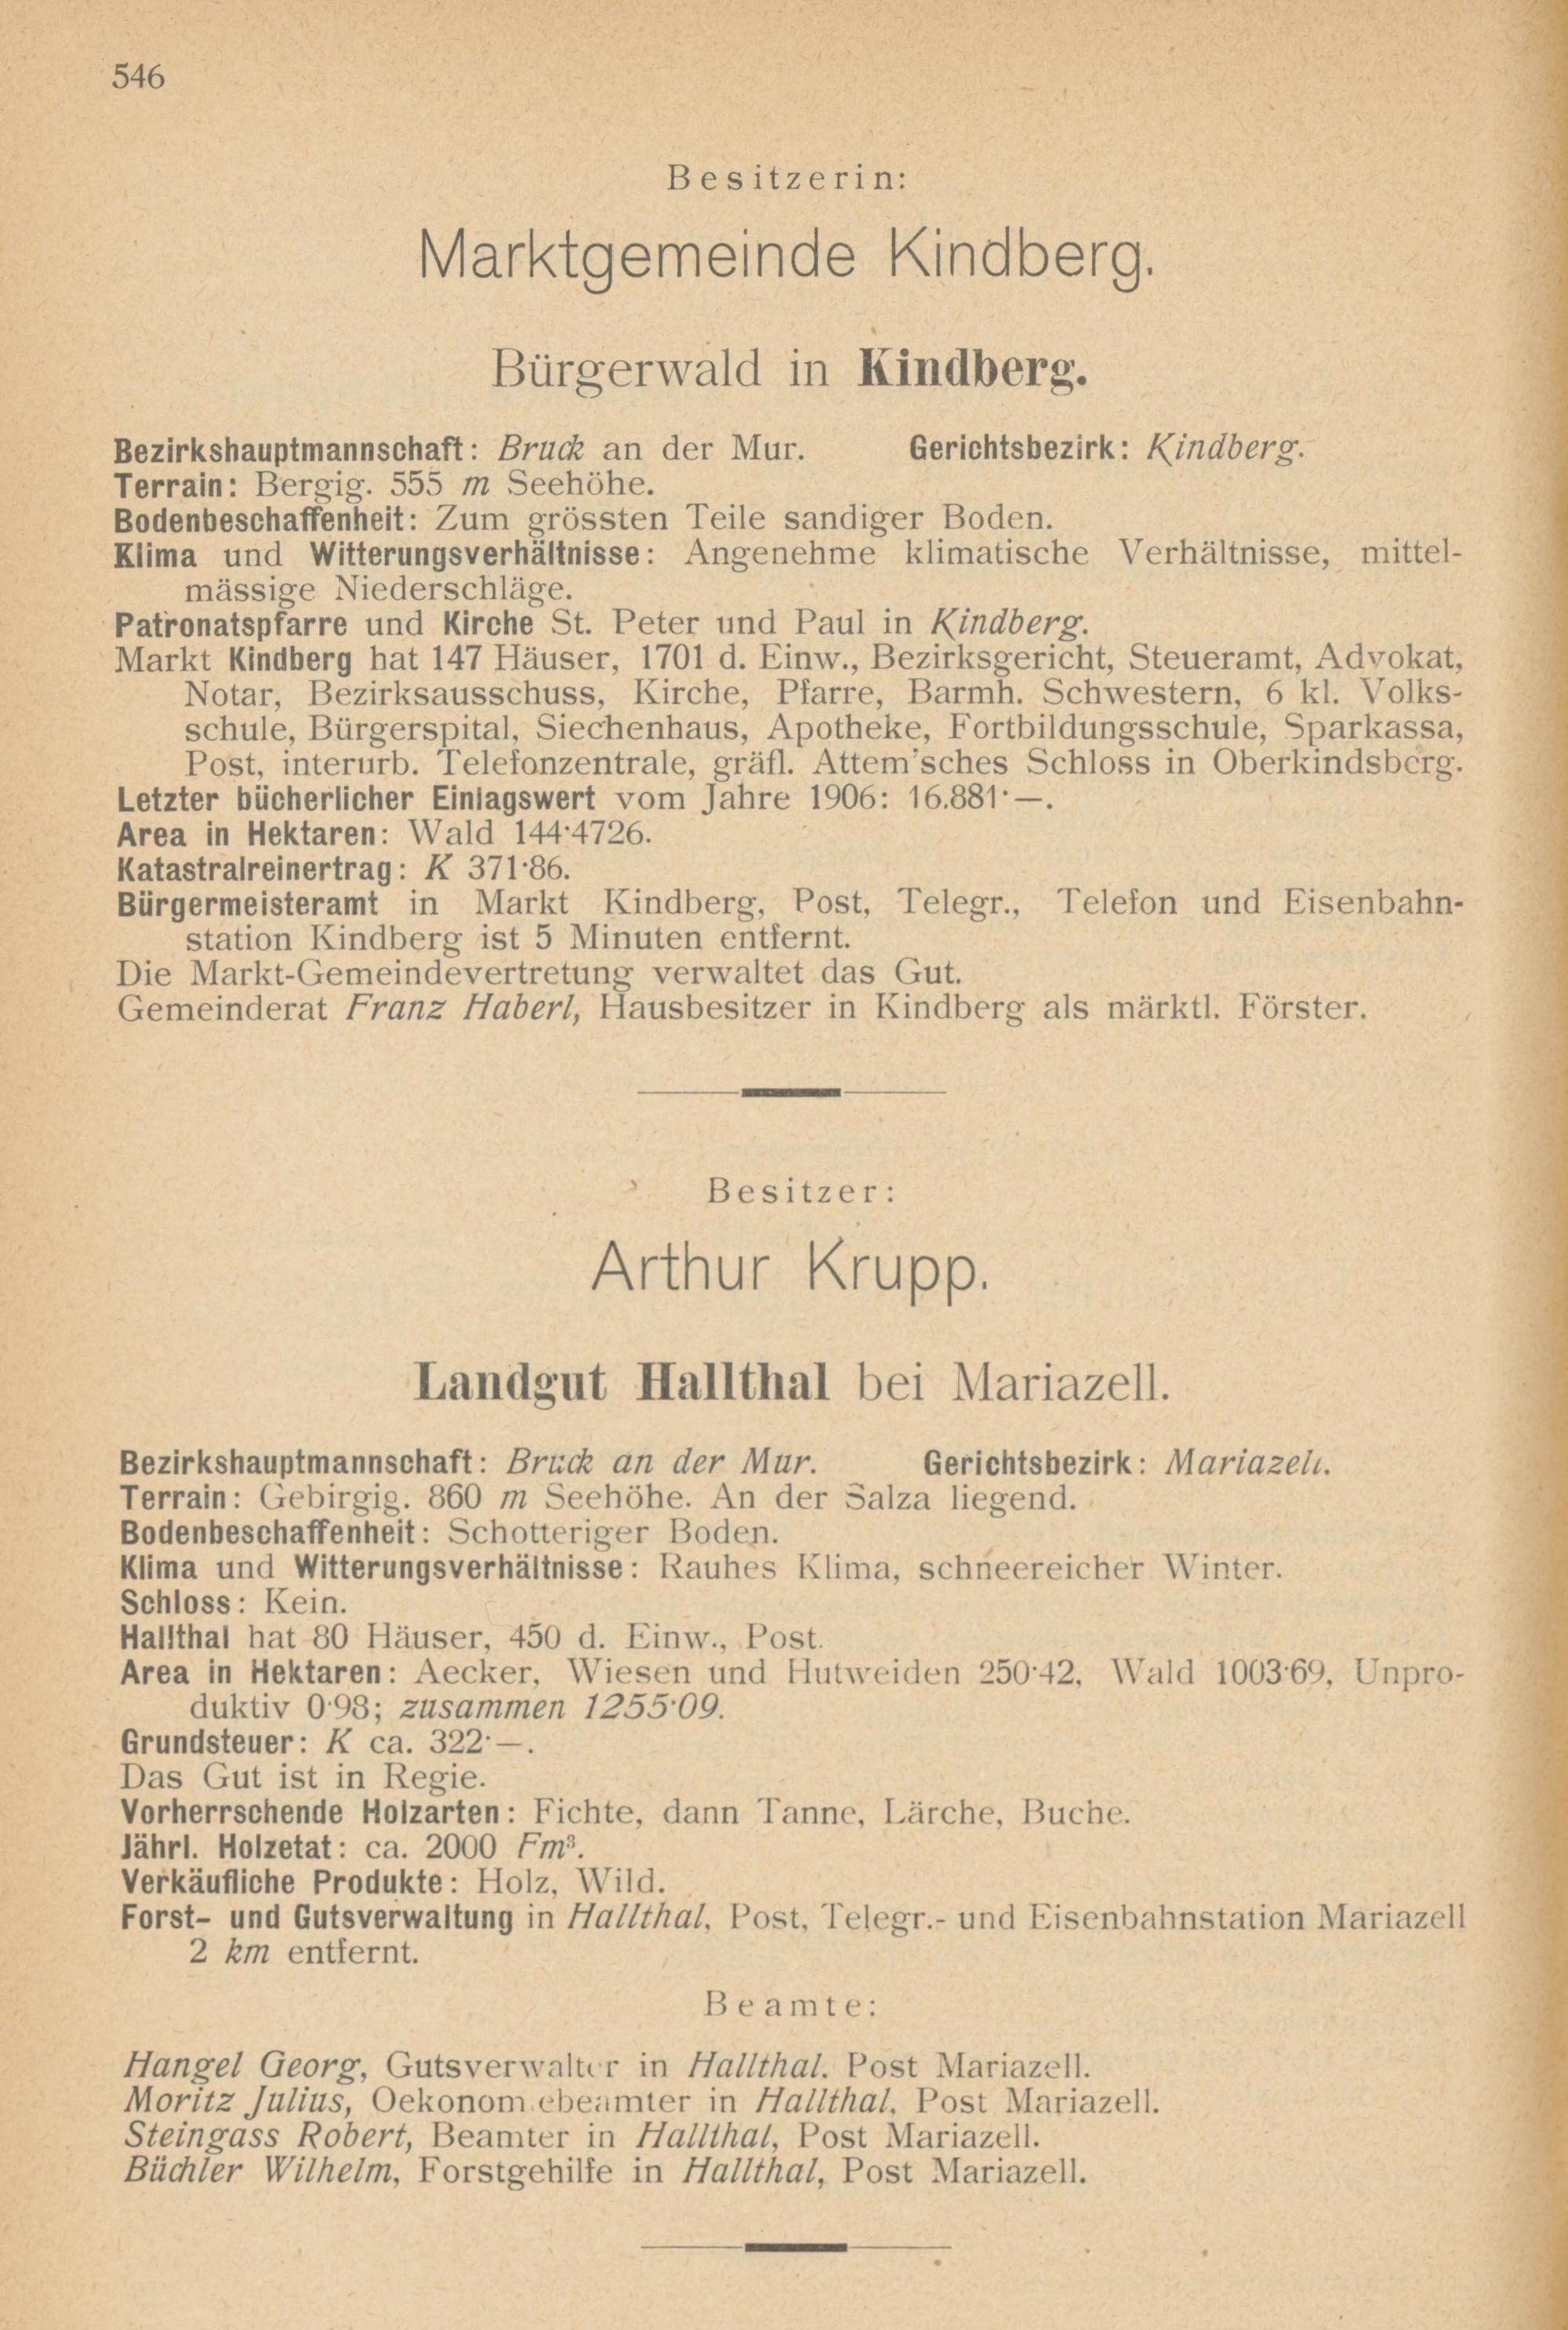 546
Besitzerin:
Marktgemeinde Kindberg.
Bürgerwald in Kindberg.
Bezirkshauptmannschaft: Bruck an der Mur. Gerichtsbezirk: Kindberg.
Terrain: Bergig. 555 m Seehöhe.
Bodenbeschaffenheit: Zum grössten Teile sandiger Boden.
Klima und Witterungsverhältnisse: Angenehme klimatische Verhältnisse, mittel-
mässige Niederschläge.
Patronatspfarre und Kirche St. Peter und Paul in Kindberg.
Markt Kindberg hat 147 Häuser, 1701 d. Einw., Bezirksgericht, Steueramt, Advokat,
Notar, Bezirksausschuss, Kirche, Pfarre, Barmh. Schwestern, 6 kl. Volks-
schule, Bürgerspital, Siechenhaus, Apotheke, Fortbildungsschule, Sparkassa,
Post, interurb. Telefonzentrale, gräfl. Attem'sches Schloss in Oberkindsberg.
Letzter bücherlicher Einlagswert vom Jahre 1906: 16.881·—.
Area in Hektaren: Wald 144·4726.
Katastralreinertrag: K 371·86.
Bürgermeisteramt in Markt Kindberg, Post, Telegr., Telefon und Eisenbahn-
station Kindberg ist 5 Minuten entfernt.
Die Markt-Gemeindevertretung verwaltet das Gut.
Gemeinderat Franz Haberl, Hausbesitzer in Kindberg als märktl. Förster.
Besitzer:
Arthur Krupp.
Landgut Hallthal bei Mariazell.
Bezirkshauptmannschaft: Bruck an der Mur. Gerichtsbezirk: Mariazell.
Terrain: Gebirgig. 860 m Seehöhe. An der Salza liegend.
Bodenbeschaffenheit: Schotteriger Boden.
Klima und Witterungsverhältnisse: Rauhes Klima, schneereicher Winter.
Schloss: Kein.
Hallthal hat 80 Häuser, 450 d. Einw., Post.
Area in Hektaren: Aecker, Wiesen und Hutweiden 250·42, Wald 1003·69, Unpro-
duktiv 0·98; zusammen 1255·09.
Grundsteuer: K ca. 322·—.
Das Gut ist in Regie.
Vorherrschende Holzarten: Fichte, dann Tanne, Lärche, Buche.
Jährl. Holzetat: ca. 2000 Fm³.
Verkäufliche Produkte: Holz, Wild.
Forst- und Gutsverwaltung in Hallthal, Post, Telegr.- und Eisenbahnstation Mariazell
2 km entfernt.
Beamte:
Hangel Georg, Gutsverwalter in Hallthal. Post Mariazell.
Moritz Julius, Oekonomiebeamter in Hallthal, Post Mariazell.
Steingass Robert, Beamter in Hallthal, Post Mariazell.
Büchler Wilhelm, Forstgehilfe in Hallthal, Post Mariazell.